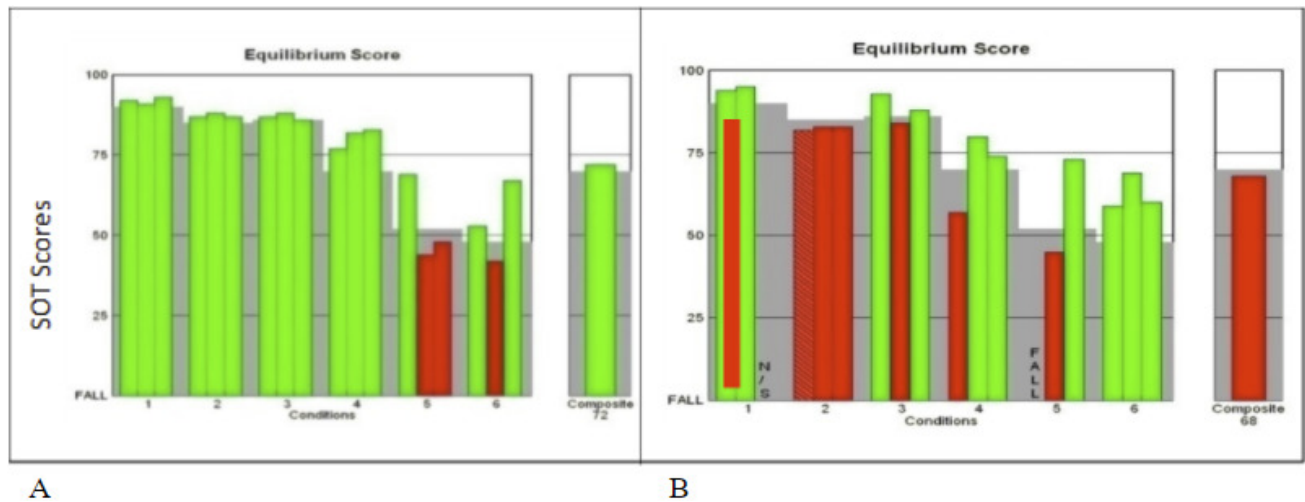 SOT Scores
Equilibrium Score
100
75
50
25
FALL
1 2 3 4 5 6
Conditions
Composite
72
Equilibrium Score
100
75
50
25
FALL
N/S
FALL
1 2 3 4 5 6
Conditions
Composite
68
A B